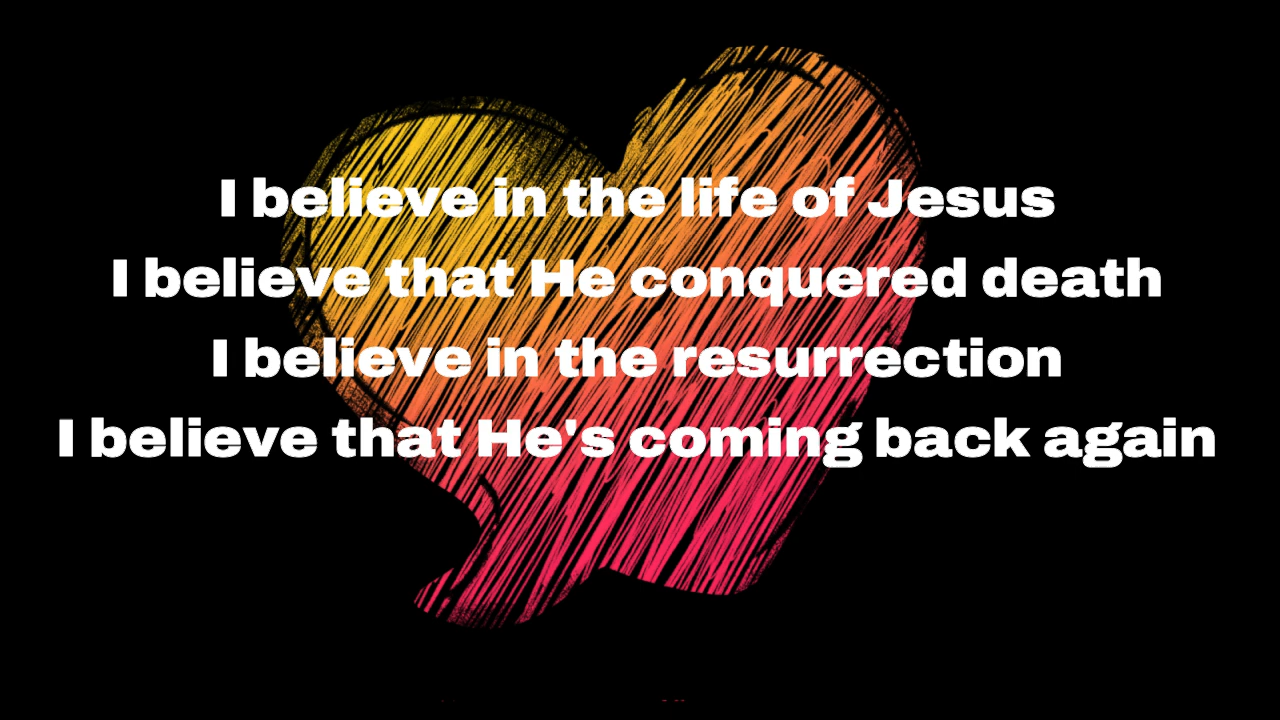 I believe in the life of Jesus
I believe that He conquered death
I believe in the resurrection
I believe that He's coming back again